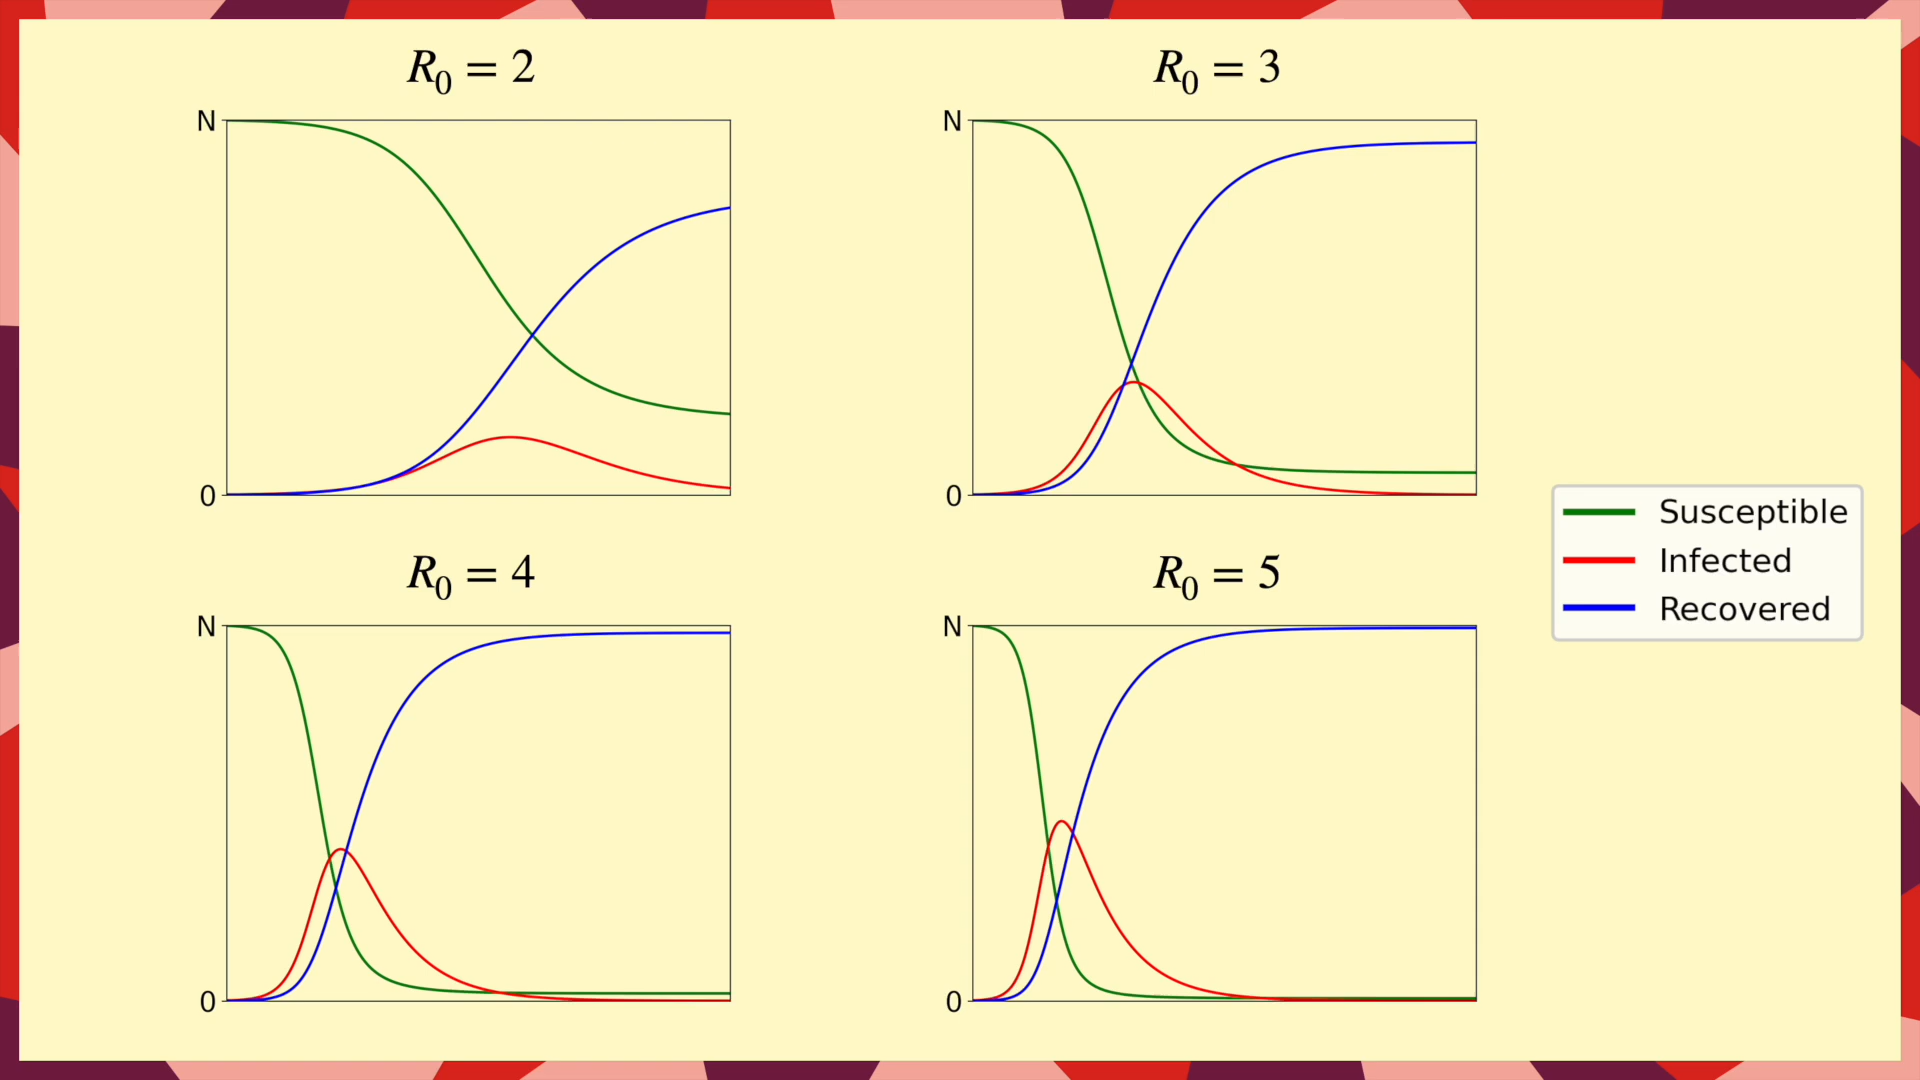 R₀ = 2
N
0
R₀ = 3
N
0
R₀ = 4
N
0
R₀ = 5
N
0
Susceptible
Infected
Recovered